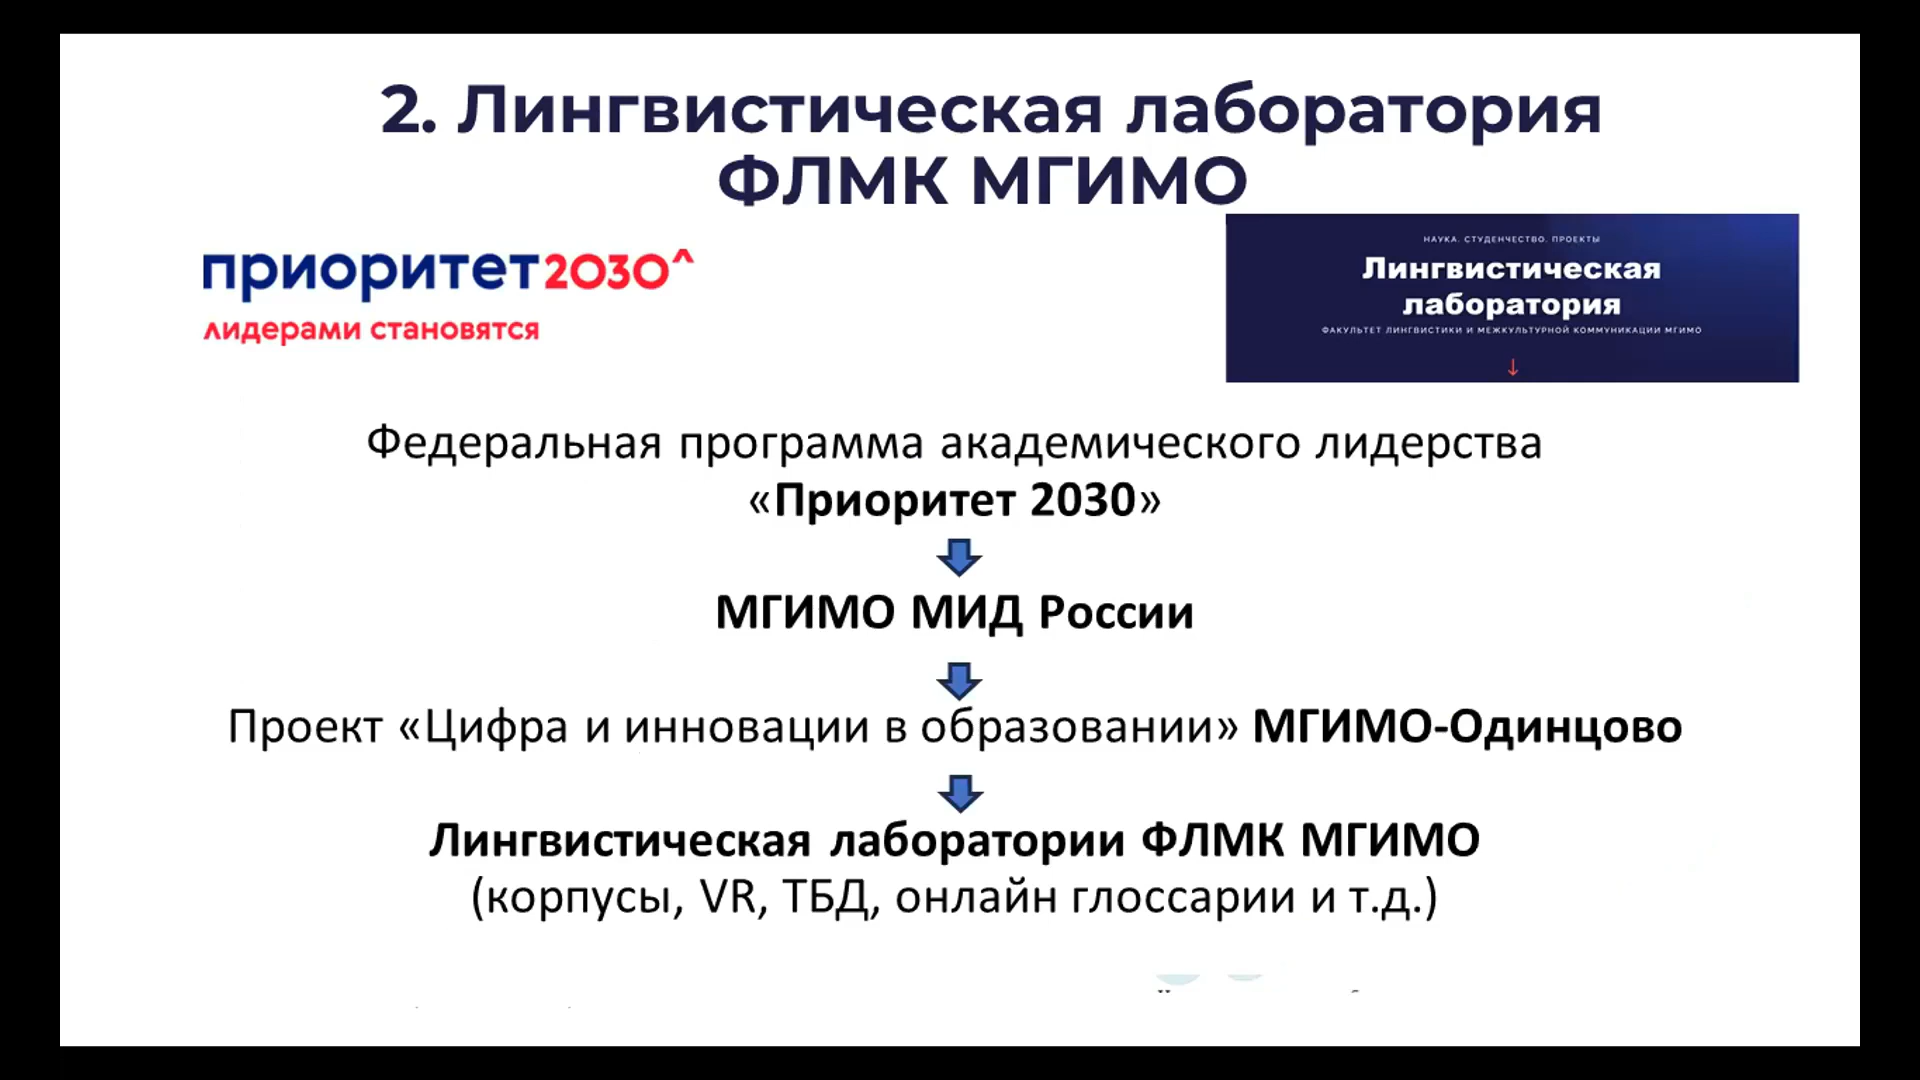 2. Лингвистическая лаборатория
ФЛМК МГИМО
приоритет2030^
лидерами становятся
НАУКА. СТУДЕНЧЕСТВО. ПРОЕКТЫ
Лингвистическая
лаборатория
ФАКУЛЬТЕТ ЛИНГВИСТИКИ И МЕЖКУЛЬТУРНОЙ КОММУНИКАЦИИ МГИМО
Федеральная программа академического лидерства
«Приоритет 2030»
МГИМО МИД России
Проект «Цифра и инновации в образовании» МГИМО-Одинцово
Лингвистическая лаборатории ФЛМК МГИМО
(корпусы, VR, ТБД, онлайн глоссарии и т.д.)